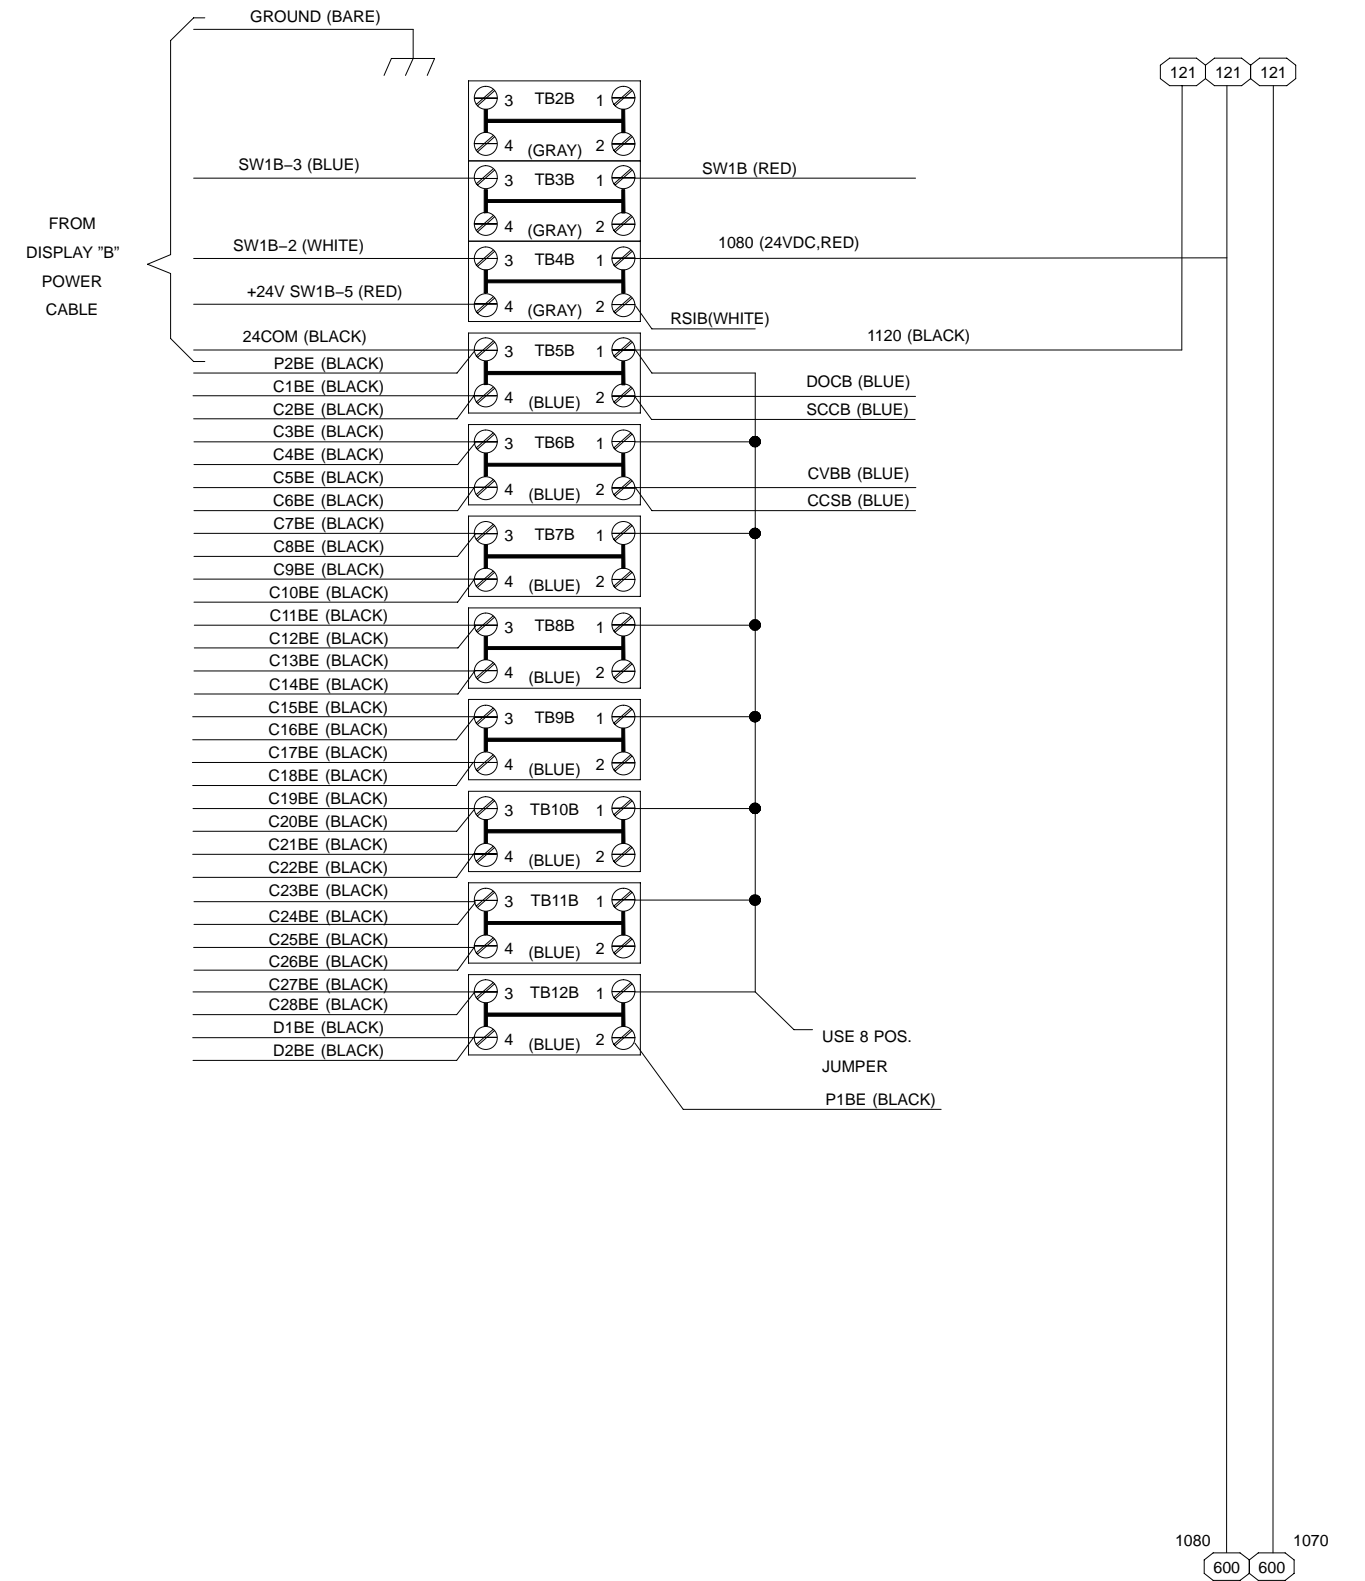 GROUND (BARE)
121 121 121
3 TB2B 1
4 (GRAY) 2
SW1B–3 (BLUE)
3 TB3B 1
SW1B (RED)
4 (GRAY) 2
FROM
DISPLAY "B"
POWER
CABLE
SW1B–2 (WHITE)
3 TB4B 1
1080 (24VDC,RED)
+24V SW1B–5 (RED)
4 (GRAY) 2
RSIB(WHITE)
24COM (BLACK)
3 TB5B 1
1120 (BLACK)
P2BE (BLACK)
C1BE (BLACK)
4 (BLUE) 2
DOCB (BLUE)
C2BE (BLACK)
SCCB (BLUE)
C3BE (BLACK)
3 TB6B 1
C4BE (BLACK)
C5BE (BLACK)
4 (BLUE) 2
CVBB (BLUE)
C6BE (BLACK)
CCSB (BLUE)
C7BE (BLACK)
3 TB7B 1
C8BE (BLACK)
C9BE (BLACK)
4 (BLUE) 2
C10BE (BLACK)
C11BE (BLACK)
3 TB8B 1
C12BE (BLACK)
C13BE (BLACK)
4 (BLUE) 2
C14BE (BLACK)
C15BE (BLACK)
3 TB9B 1
C16BE (BLACK)
C17BE (BLACK)
4 (BLUE) 2
C18BE (BLACK)
C19BE (BLACK)
3 TB10B 1
C20BE (BLACK)
C21BE (BLACK)
4 (BLUE) 2
C22BE (BLACK)
C23BE (BLACK)
3 TB11B 1
C24BE (BLACK)
C25BE (BLACK)
4 (BLUE) 2
C26BE (BLACK)
C27BE (BLACK)
3 TB12B 1
C28BE (BLACK)
D1BE (BLACK)
4 (BLUE) 2
D2BE (BLACK)
USE 8 POS.
JUMPER
P1BE (BLACK)
1080 1070
600 600